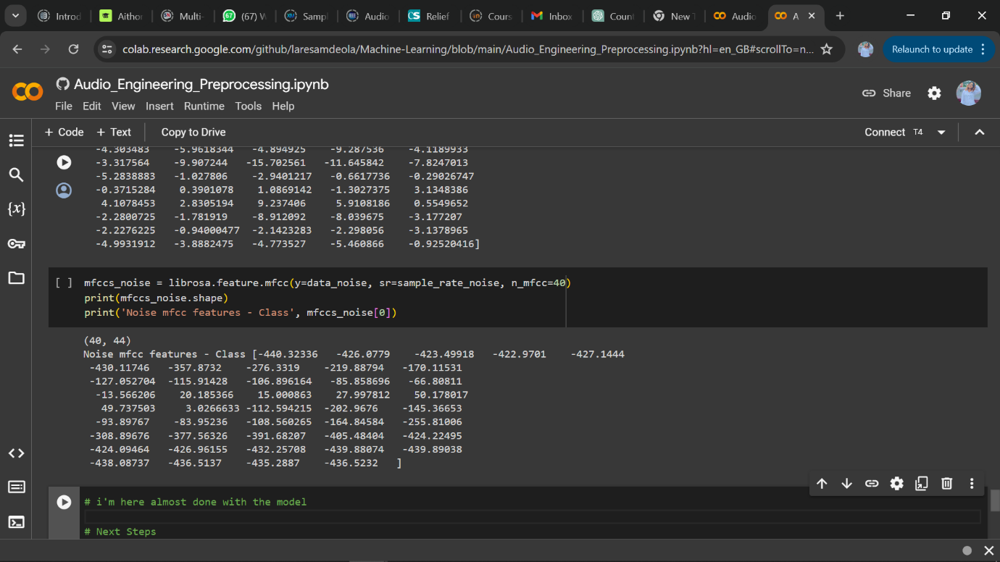 Introd
Aithor
Multi-
(67) W
Sampl
Audio
Relief
Cours
Inbox
Count
New T
Audio
A
colab.research.google.com/github/laresamdeola/Machine-Learning/blob/main/Audio_Engineering_Preprocessing.ipynb?hl=en_GB#scrollTo=n...
Relaunch to update
Audio_Engineering_Preprocessing.ipynb
File Edit View Insert Runtime Tools Help
Share
+ Code + Text Copy to Drive
Connect T4
-4.303483 -5.9618344 -4.894925 -9.287536 -4.1189933
-3.317564 -9.907244 -15.702561 -11.645842 -7.8247013
-5.2838883 -1.027806 -2.9401217 -0.6617736 -0.29026747
-0.3715284 0.3901078 1.0869142 -1.3027375 3.1348386
4.1078453 2.8305194 9.237406 5.9108186 0.5549652
-2.2800725 -1.781919 -8.912092 -8.039675 -3.177207
-2.2276225 -0.94000477 -2.1423283 -2.298056 -3.1378965
-4.9931912 -3.8882475 -4.773527 -5.460866 -0.92520416]
[ ] mfccs_noise = librosa.feature.mfcc(y=data_noise, sr=sample_rate_noise, n_mfcc=40)
print(mfccs_noise.shape)
print('Noise mfcc features - Class', mfccs_noise[0])
(40, 44)
Noise mfcc features - Class [-440.32336 -426.0779 -423.49918 -422.9701 -427.1444
-430.11746 -357.8732 -276.3319 -219.88794 -170.11531
-127.052704 -115.91428 -106.896164 -85.858696 -66.80811
-13.566206 20.185366 15.000863 27.997812 50.178017
49.737503 3.0266633 -112.594215 -202.9676 -145.36653
-93.89767 -83.95236 -108.560265 -164.84584 -255.81006
-308.89676 -377.56326 -391.68207 -405.48404 -424.22495
-424.09464 -426.96155 -432.25708 -439.88074 -439.89038
-438.08737 -436.5137 -435.2887 -436.5232 ]
# i'm here almost done with the model
# Next Steps